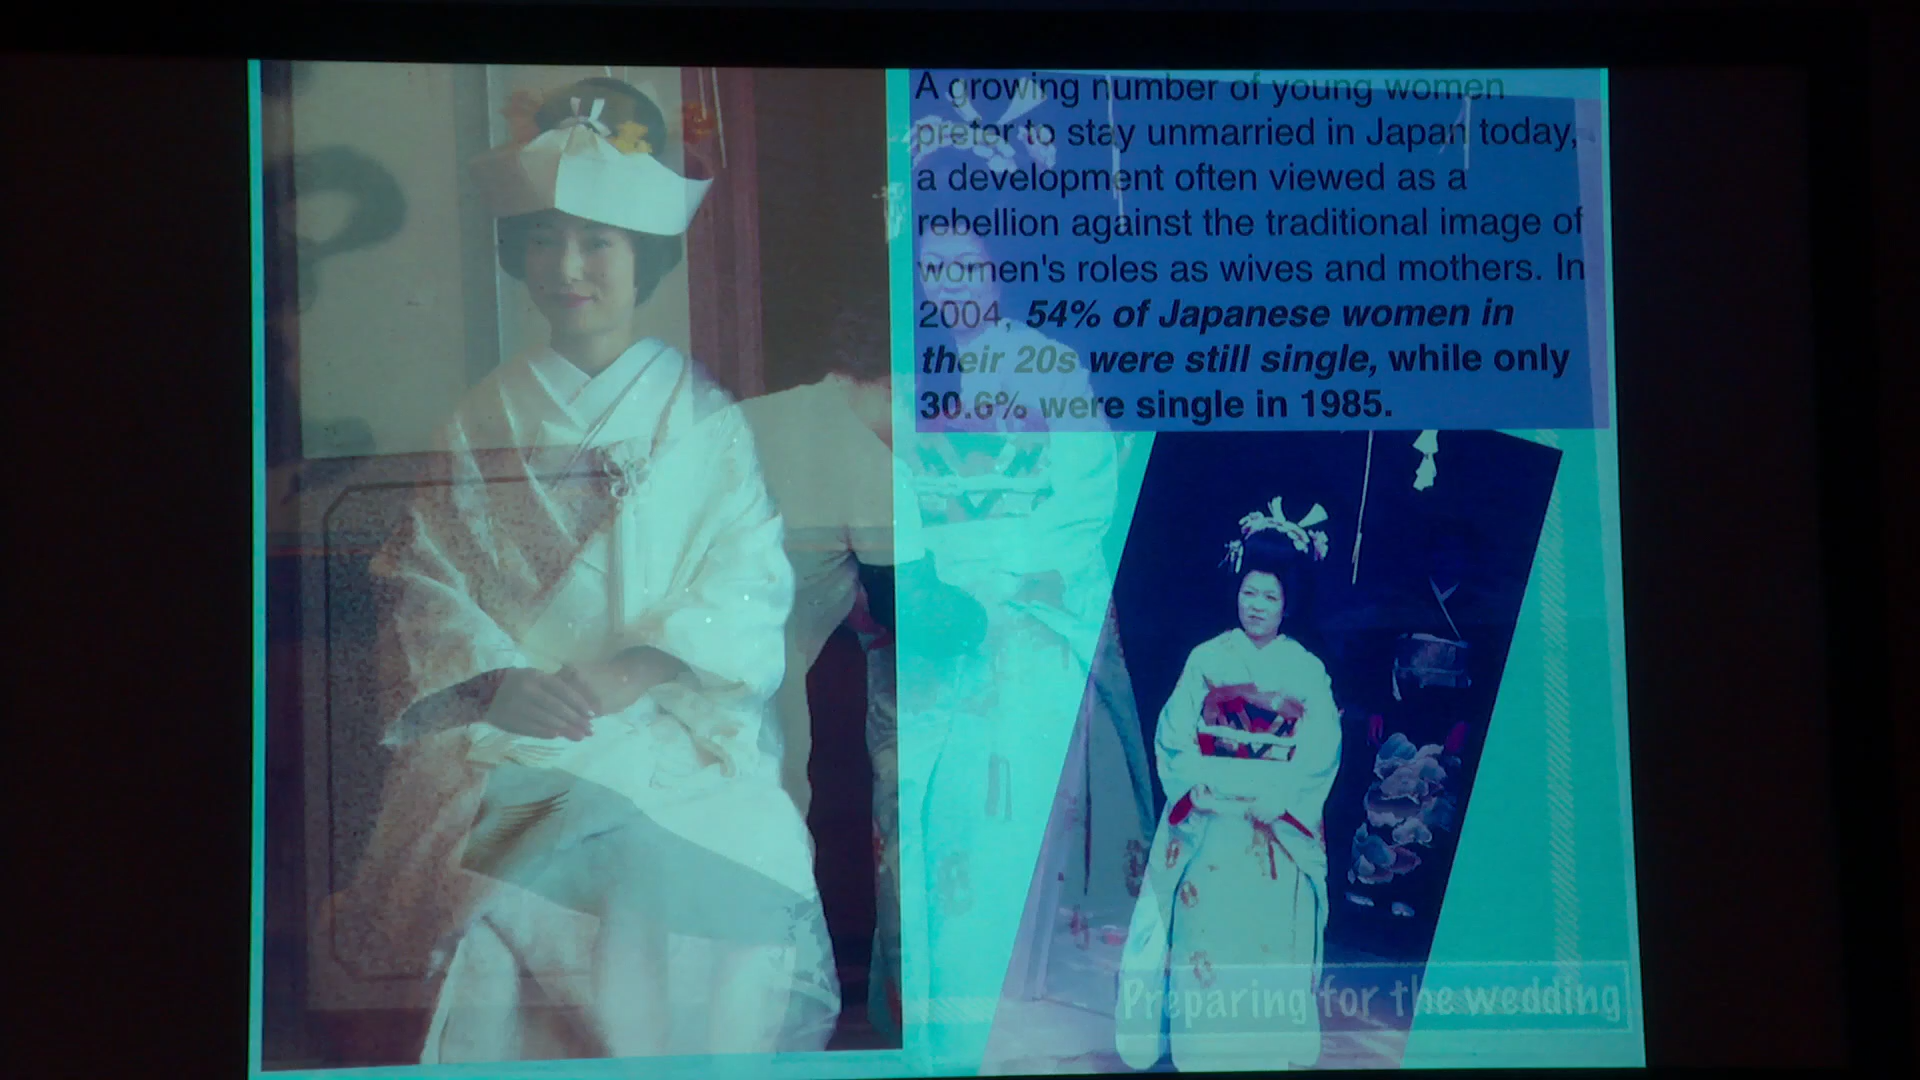 A growing number of young women
prefer to stay unmarried in Japan today,
a development often viewed as a
rebellion against the traditional image of
women's roles as wives and mothers. In
2004, 54% of Japanese women in
their 20s were still single, while only
30.6% were single in 1985.
Preparing for the wedding